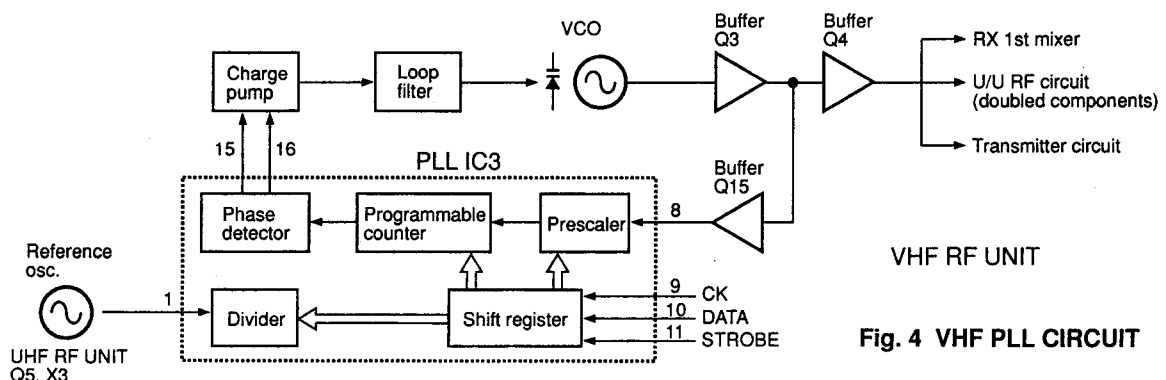 Buffer
Q3
Buffer
Q4
VCO
Charge
pump
Loop
filter
RX 1st mixer
U/U RF circuit
(doubled components)
Transmitter circuit
15
16
PLL IC3
Buffer
Q15
Phase
detector
Programmable
counter
Prescaler
8
Reference
osc.
VHF RF UNIT
1
Divider
Shift register
9
CK
10
DATA
11
STROBE
UHF RF UNIT
Q5, X3
Fig. 4 VHF PLL CIRCUIT